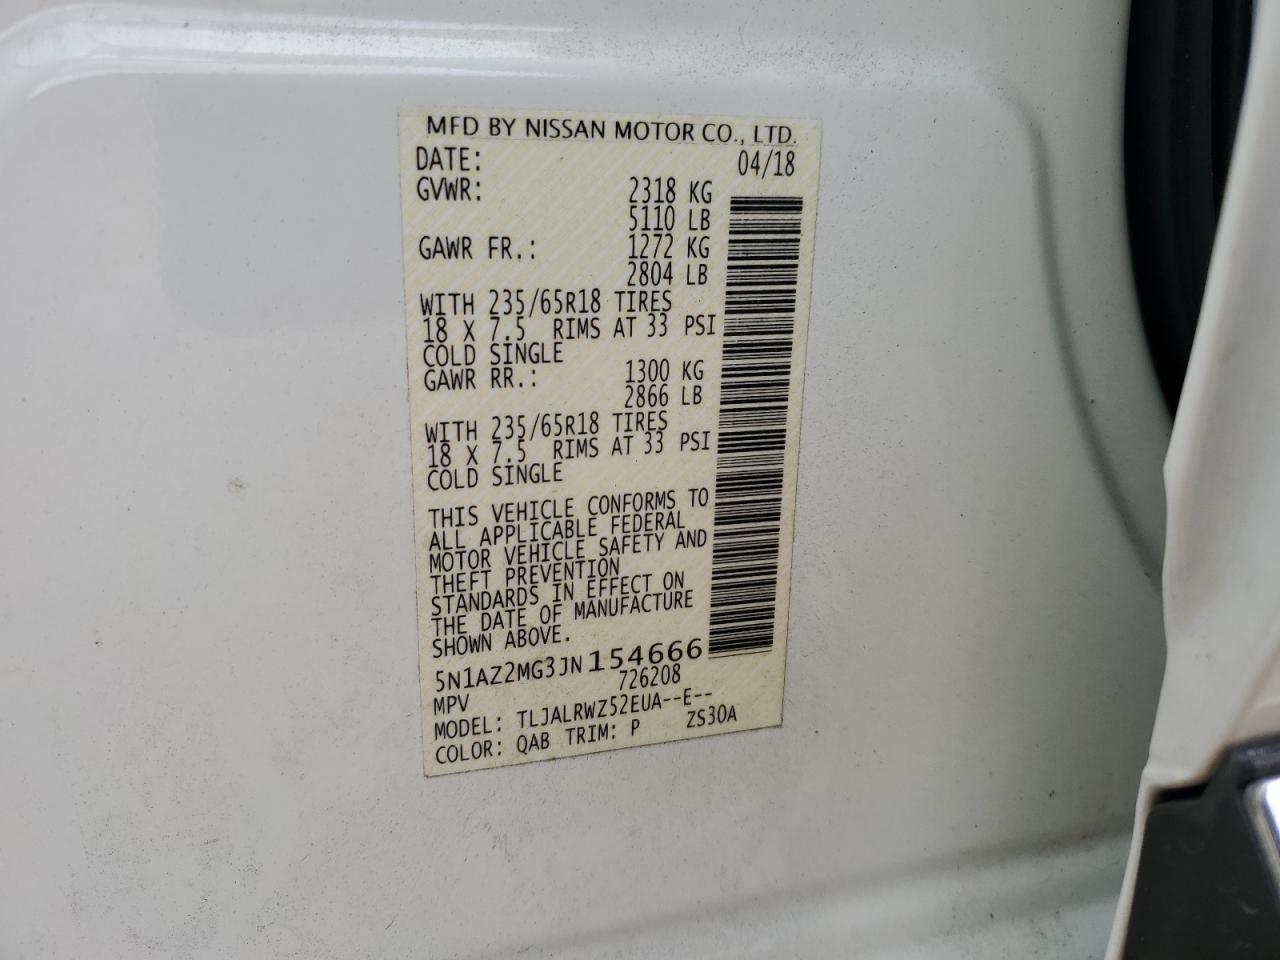 MFD BY NISSAN MOTOR CO., LTD.
DATE: 04/18
GVWR: 2318 KG
5110 LB
GAWR FR.: 1272 KG
2804 LB
WITH 235/65R18 TIRES
18 X 7.5 RIMS AT 33 PSI
COLD SINGLE
GAWR RR.: 1300 KG
2866 LB
WITH 235/65R18 TIRES
18 X 7.5 RIMS AT 33 PSI
COLD SINGLE
THIS VEHICLE CONFORMS TO
ALL APPLICABLE FEDERAL
MOTOR VEHICLE SAFETY AND
THEFT PREVENTION
STANDARDS IN EFFECT ON
THE DATE OF MANUFACTURE
SHOWN ABOVE.
5N1AZ2MG3JN154666
MPV 726208
MODEL: TLJALRWZ52EUA--E--
COLOR: QAB TRIM: P ZS30A